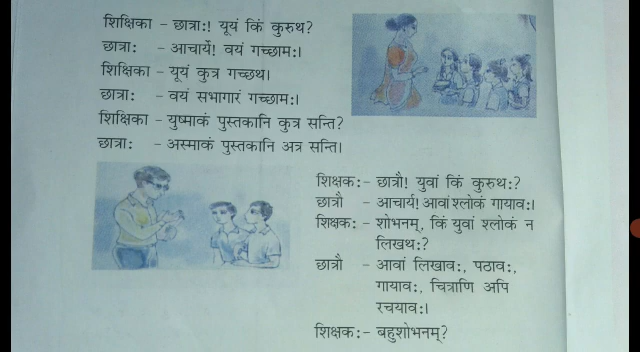 शिक्षिका - छात्राः! यूयं किं कुरुथ?
छात्राः - आचार्ये! वयं गच्छामः।
शिक्षिका - यूयं कुत्र गच्छथ।
छात्राः - वयं सभागारं गच्छामः।
शिक्षिका - युष्माकं पुस्तकानि कुत्र सन्ति?
छात्राः - अस्माकं पुस्तकानि अत्र सन्ति।
शिक्षकः - छात्रौ! युवां किं कुरुथः?
छात्रौ - आचार्य! आवां श्लोकं गायावः।
शिक्षकः - शोभनम्, किं युवां श्लोकं न
लिखथः?
छात्रौ - आवां लिखावः, पठावः,
गायावः, चित्राणि अपि
रचयावः।
शिक्षकः - बहुशोभनम्?